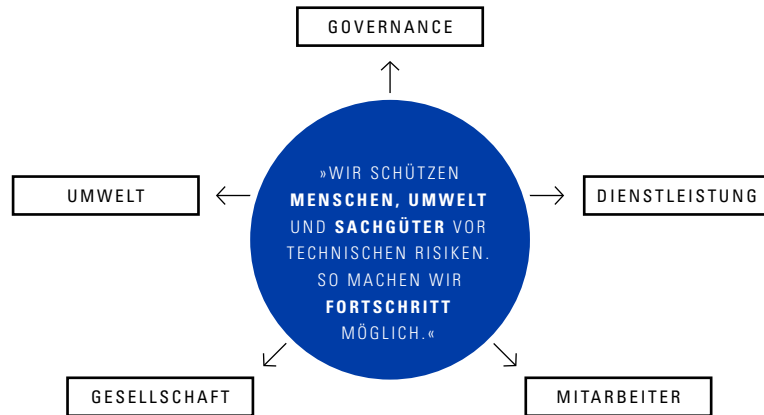 GOVERNANCE
»WIR SCHÜTZEN
MENSCHEN, UMWELT
UND SACHGÜTER VOR
TECHNISCHEN RISIKEN.
SO MACHEN WIR
FORTSCHRITT
MÖGLICH.«
UMWELT
DIENSTLEISTUNG
GESELLSCHAFT
MITARBEITER